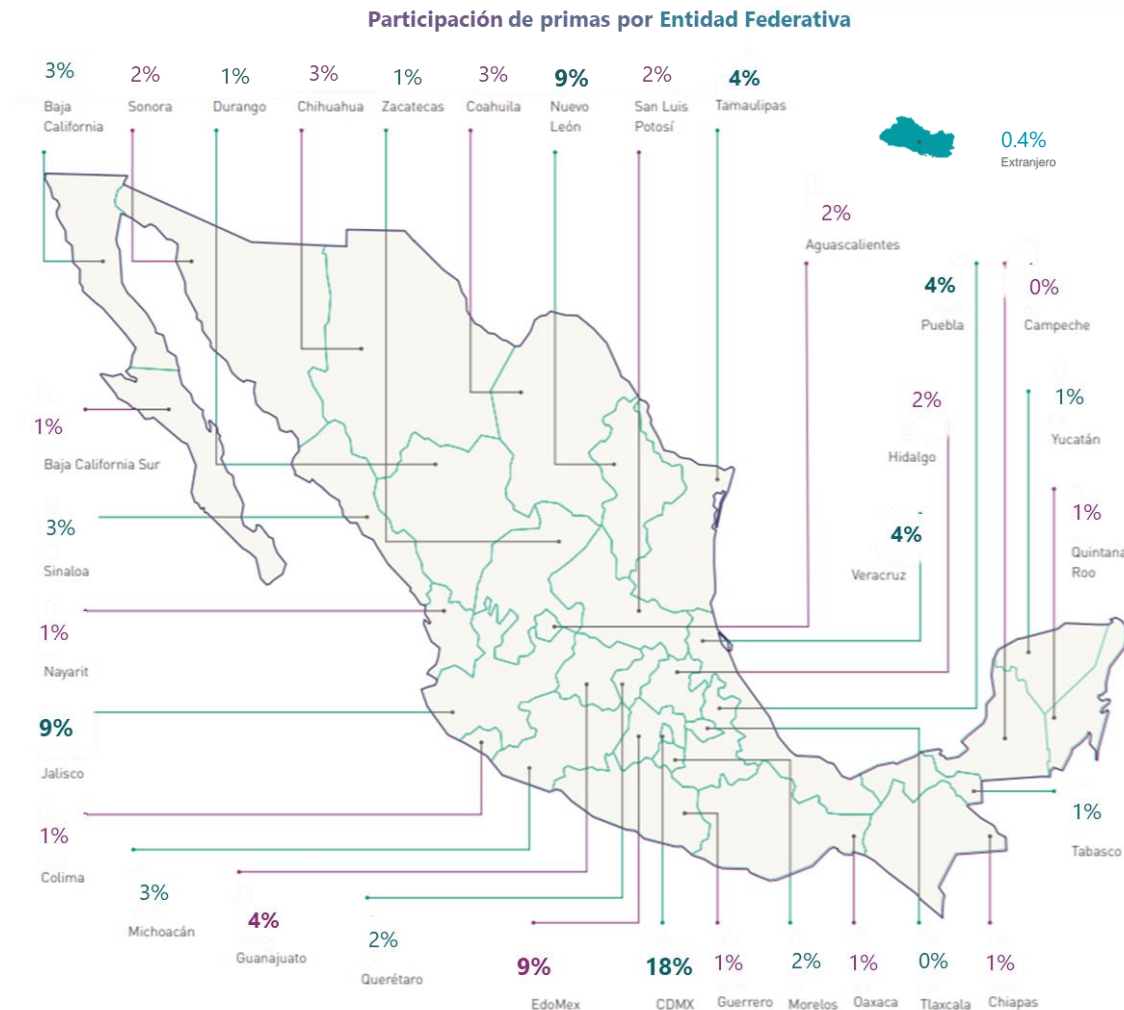 Participación de primas por Entidad Federativa
3%
Baja
California
2%
Sonora
1%
Durango
3%
Chihuahua
1%
Zacatecas
3%
Coahuila
9%
Nuevo
León
2%
San Luis
Potosí
4%
Tamaulipas
0.4%
Extranjero
2%
Aguascalientes
4%
Puebla
0%
Campeche
2%
Hidalgo
1%
Yucatán
4%
Veracruz
1%
Quintana
Roo
1%
Baja California Sur
3%
Sinaloa
1%
Nayarit
9%
Jalisco
1%
Colima
3%
Michoacán
4%
Guanajuato
2%
Querétaro
9%
EdoMex
18%
CDMX
1%
Guerrero
2%
Morelos
1%
Oaxaca
0%
Tlaxcala
1%
Chiapas
1%
Tabasco